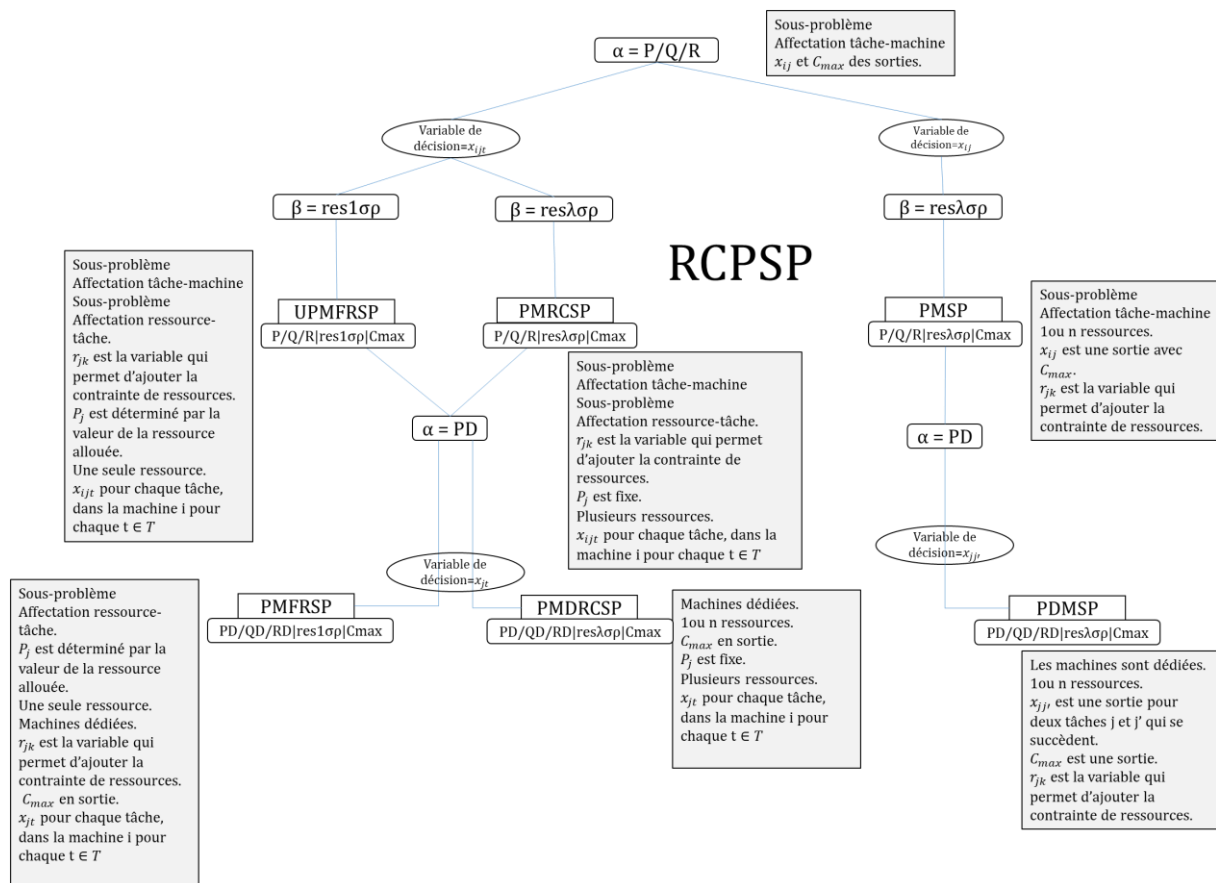 α = P/Q/R
Sous-problème
Affectation tâche-machine
x_ij et C_max des sorties.
Variable de
décision=x_ijt
Variable de
décision=x_ij
β = res1σρ
β = resλσρ
β = resλσρ
RCPSP
Sous-problème
Affectation tâche-machine
Sous-problème
Affectation ressource-
tâche.
r_jk est la variable qui
permet d'ajouter la
contrainte de ressources.
P_j est déterminé par la
valeur de la ressource
allouée.
Une seule ressource.
x_ijt pour chaque tâche,
dans la machine i pour
chaque t ∈ T
UPMFRSP
P/Q/R|res1σρ|Cmax
PMRCSP
P/Q/R|resλσρ|Cmax
PMSP
P/Q/R|resλσρ|Cmax
Sous-problème
Affectation tâche-machine
1ou n ressources.
x_ij est une sortie avec
C_max.
r_jk est la variable qui
permet d'ajouter la
contrainte de ressources.
Sous-problème
Affectation tâche-machine
Sous-problème
Affectation ressource-tâche.
r_jk est la variable qui permet
d'ajouter la contrainte de
ressources.
P_j est fixe.
Plusieurs ressources.
x_ijt pour chaque tâche, dans la
machine i pour chaque t ∈ T
α = PD
α = PD
Variable de
décision=x_jt
Variable de
décision=x_jj,
Sous-problème
Affectation ressource-
tâche.
P_j est déterminé par la
valeur de la ressource
allouée.
Une seule ressource.
Machines dédiées.
r_jk est la variable qui
permet d'ajouter la
contrainte de ressources.
C_max en sortie.
x_jt pour chaque tâche,
dans la machine i pour
chaque t ∈ T
PMFRSP
PD/QD/RD|res1σρ|Cmax
PMDRCSP
PD/QD/RD|resλσρ|Cmax
Machines dédiées.
1ou n ressources.
C_max en sortie.
P_j est fixe.
Plusieurs ressources.
x_jt pour chaque tâche,
dans la machine i pour
chaque t ∈ T
PDMSP
PD/QD/RD|resλσρ|Cmax
Les machines sont dédiées.
1ou n ressources.
x_jj, est une sortie pour
deux tâches j et j' qui se
succèdent.
C_max est une sortie.
r_jk est la variable qui
permet d'ajouter la
contrainte de ressources.